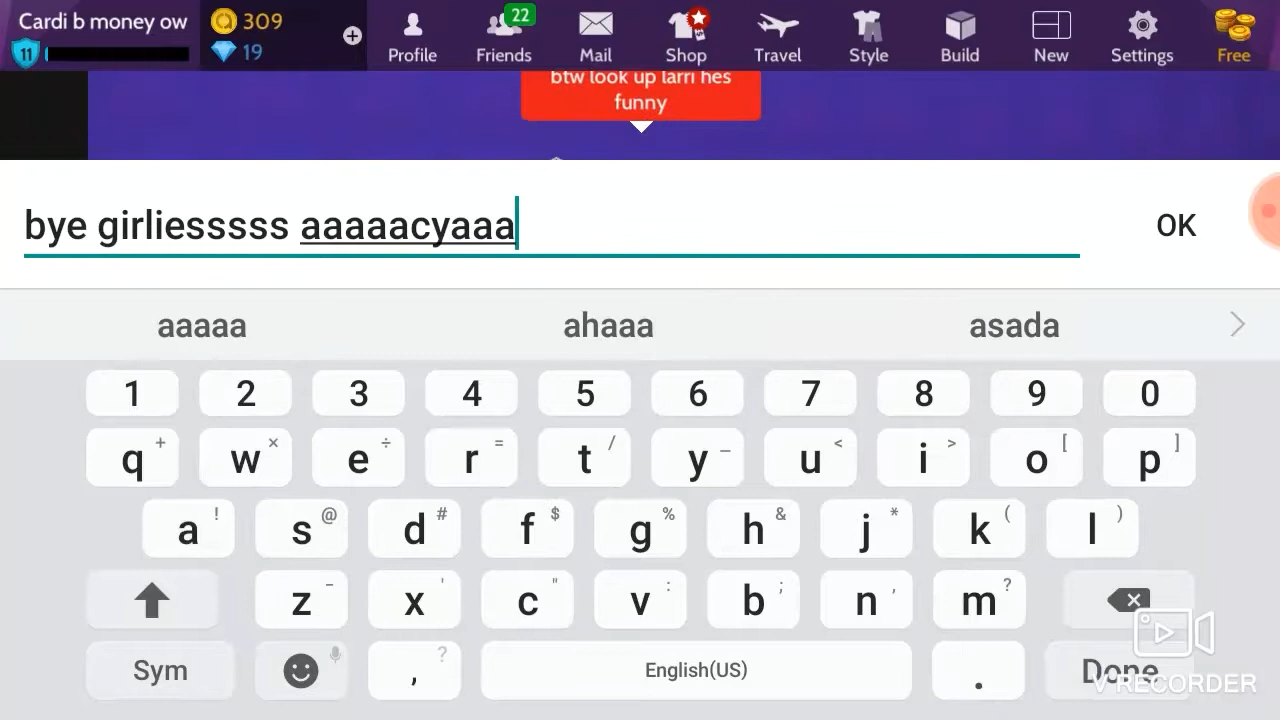 Cardi b money ow
309
11
19
Profile
22
Friends
Mail
Shop
Travel
Style
Build
New
Settings
Free
btw look up larri hes
funny
bye girliesssss aaaaacyaaa
OK
aaaaa ahaaa asada
1 2 3 4 5 6 7 8 9 0
q + w × e ÷ r = t / y _ u < i > o [ p ]
a ! s @ d # f $ g % h & j * k ( l )
z - x ' c " v : b ; n , m ?
Sym , ? English(US) . Done
V RECORDER